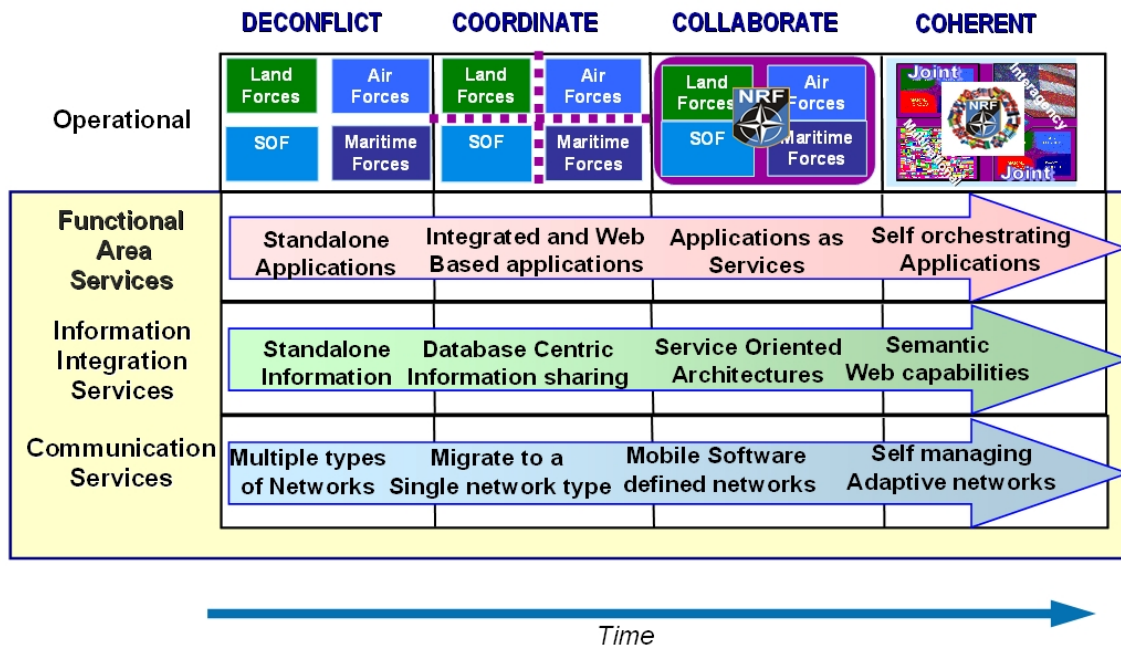 DECONFLICT COORDINATE COLLABORATE COHERENT
Operational
Land
Forces
Air
Forces
SOF
Maritime
Forces
Land
Forces
Air
Forces
SOF
Maritime
Forces
Land
Forces
Air
Forces
NRF
SOF
Maritime
Forces
Joint
Interagency
NRF
Joint
Functional
Area
Services
Standalone
Applications
Integrated and Web
Based applications
Applications as
Services
Self orchestrating
Applications
Information
Integration
Services
Standalone
Information
Database Centric
Information sharing
Service Oriented
Architectures
Semantic
Web capabilities
Communication
Services
Multiple types
of Networks
Migrate to a
Single network type
Mobile Software
defined networks
Self managing
Adaptive networks
Time